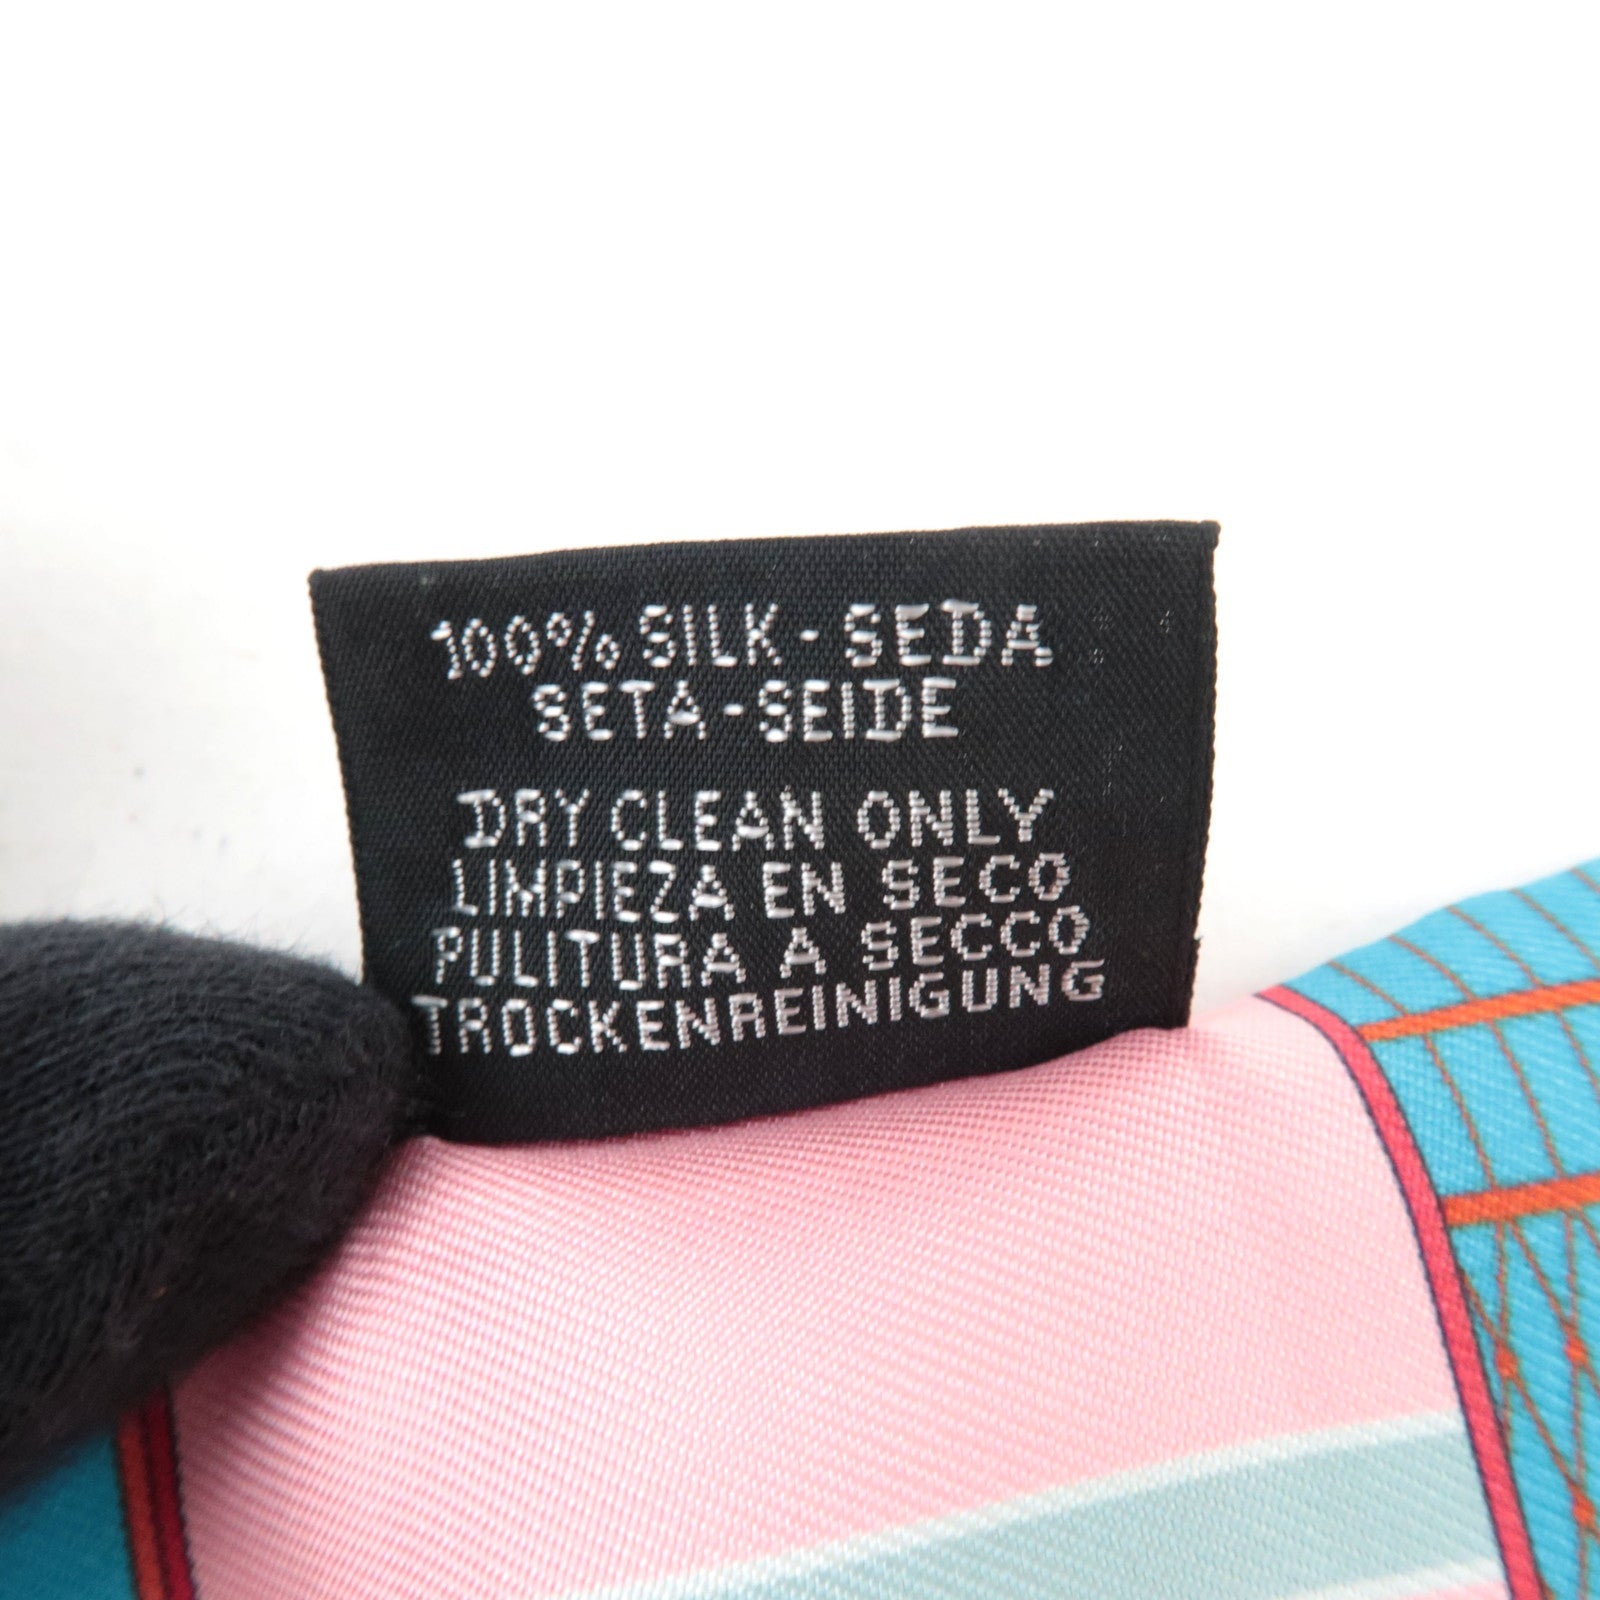 100% SILK - SEDA
SETA - SEIDE
DRY CLEAN ONLY
LIMPIEZA EN SECO
PULITURA A SECCO
TROCKENREINIGUNG